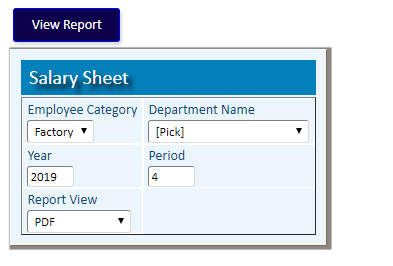 View Report
Salary Sheet
Employee Category Department Name
Factory [Pick]
Year Period
2019 4
Report View
PDF